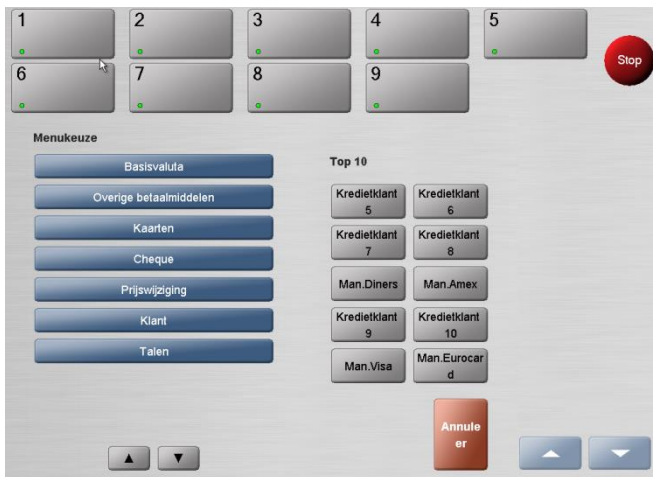 1
2
3
4
5
Stop
6
7
8
9
Menukeuze
Top 10
Basisvaluta
Overige betaalmiddelen
Kaarten
Cheque
Prijswijziging
Klant
Talen
Kredietklant
5
Kredietklant
6
Kredietklant
7
Kredietklant
8
Man.Diners
Man.Amex
Kredietklant
9
Kredietklant
10
Man.Visa
Man.Eurocar
d
Annule
er